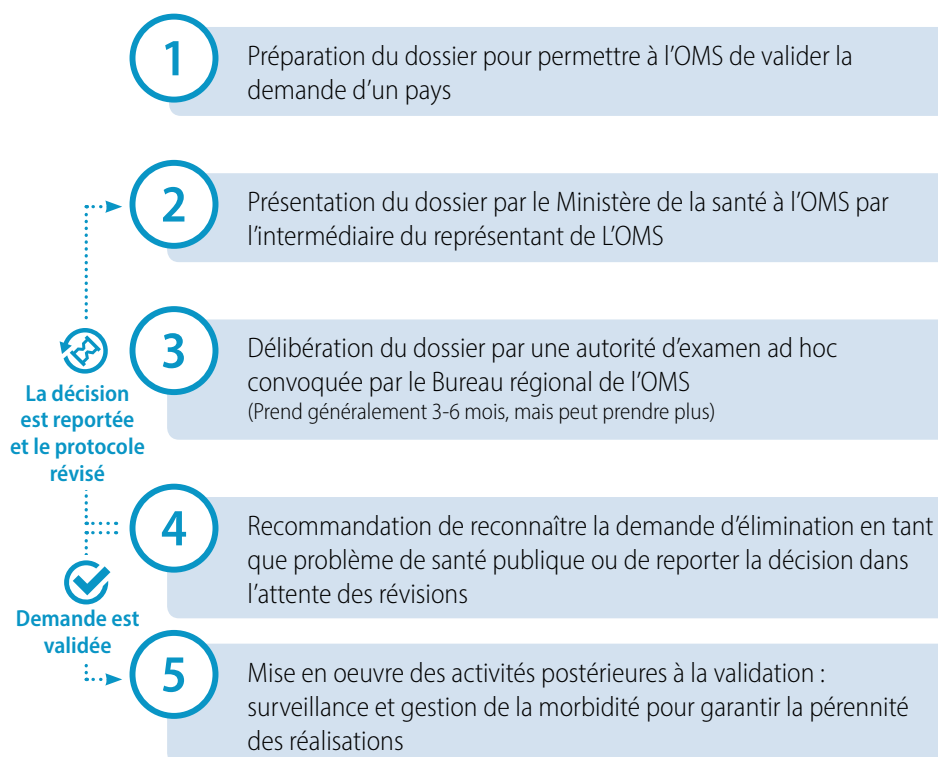 1
Préparation du dossier pour permettre à l’OMS de valider la
demande d’un pays
2
Présentation du dossier par le Ministère de la santé à l’OMS par
l’intermédiaire du représentant de L’OMS
3
Délibération du dossier par une autorité d’examen ad hoc
convoquée par le Bureau régional de l’OMS
(Prend généralement 3-6 mois, mais peut prendre plus)
La décision
est reportée
et le protocole
révisé
4
Recommandation de reconnaître la demande d’élimination en tant
que problème de santé publique ou de reporter la décision dans
l’attente des révisions
Demande est
validée
5
Mise en oeuvre des activités postérieures à la validation :
surveillance et gestion de la morbidité pour garantir la pérennité
des réalisations